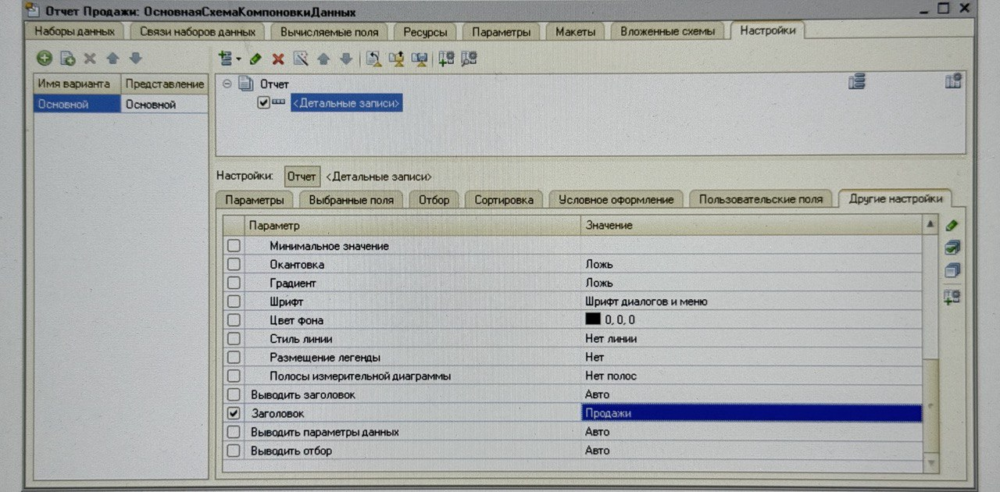 Отчет Продажи: ОсновнаяСхемаКомпоновкиДанных
Наборы данных Связи наборов данных Вычисляемые поля Ресурсы Параметры Макеты Вложенные схемы Настройки
Имя варианта Представление
Основной Основной
Отчет
<Детальные записи>
Настройки: Отчет <Детальные записи>
Параметры Выбранные поля Отбор Сортировка Условное оформление Пользовательские поля Другие настройки
Параметр Значение
Минимальное значение
Окантовка Ложь
Градиент Ложь
Шрифт Шрифт диалогов и меню
Цвет фона 0, 0, 0
Стиль линии Нет линии
Размещение легенды Нет
Полосы измерительной диаграммы Нет полос
Выводить заголовок Авто
Заголовок Продажи
Выводить параметры данных Авто
Выводить отбор Авто